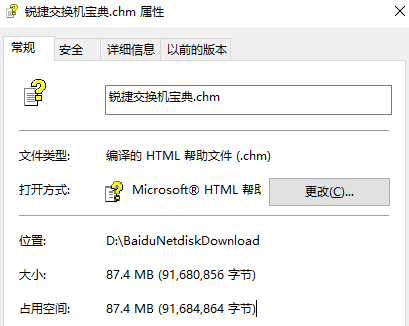 锐捷交换机宝典.chm 属性
常规 安全 详细信息 以前的版本
锐捷交换机宝典.chm
文件类型: 编译的 HTML 帮助文件 (.chm)
打开方式: Microsoft® HTML 帮助 更改(C)...
位置: D:\BaiduNetdiskDownload
大小: 87.4 MB (91,680,856 字节)
占用空间: 87.4 MB (91,684,864 字节)